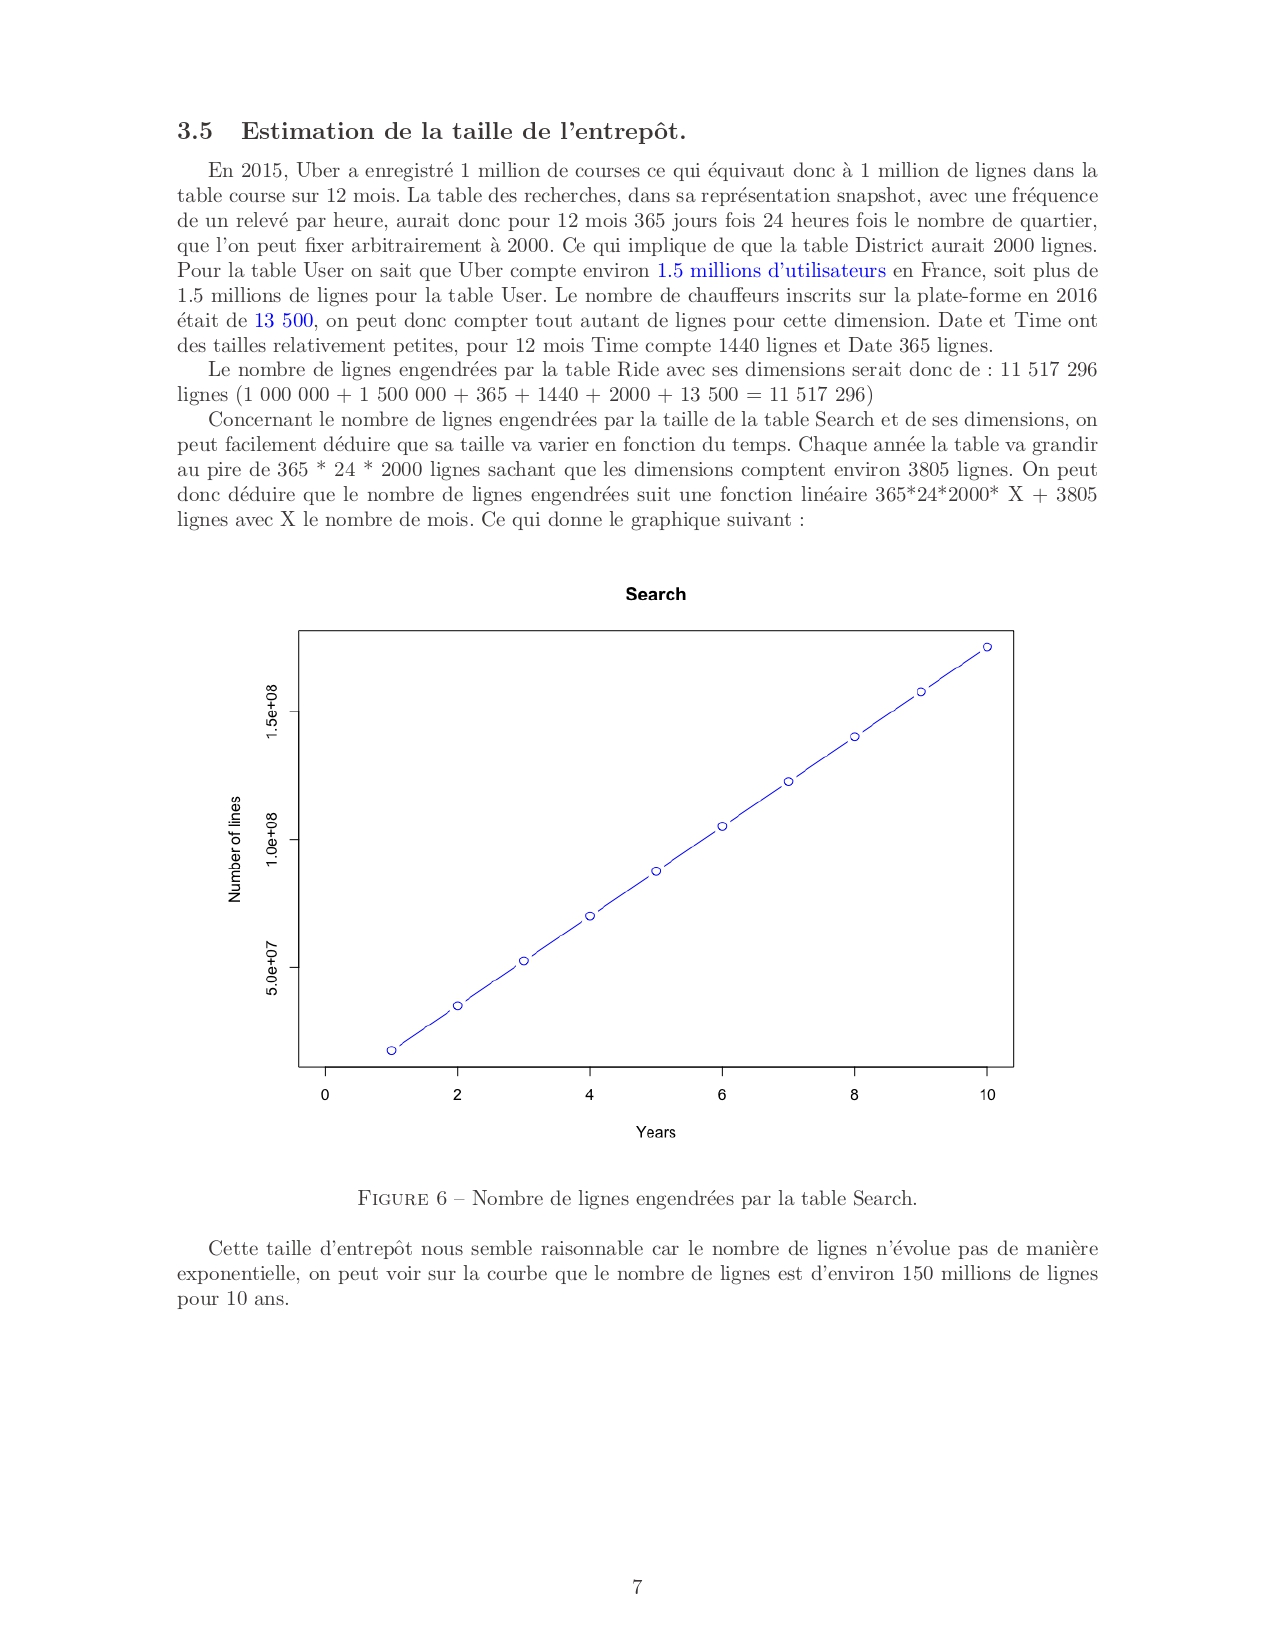 3.5 Estimation de la taille de l'entrepôt.
En 2015, Uber a enregistré 1 million de courses ce qui équivaut donc à 1 million de lignes dans la
table course sur 12 mois. La table des recherches, dans sa représentation snapshot, avec une fréquence
de un relevé par heure, aurait donc pour 12 mois 365 jours fois 24 heures fois le nombre de quartier,
que l'on peut fixer arbitrairement à 2000. Ce qui implique de que la table District aurait 2000 lignes.
Pour la table User on sait que Uber compte environ 1.5 millions d'utilisateurs en France, soit plus de
1.5 millions de lignes pour la table User. Le nombre de chauffeurs inscrits sur la plate-forme en 2016
était de 13 500, on peut donc compter tout autant de lignes pour cette dimension. Date et Time ont
des tailles relativement petites, pour 12 mois Time compte 1440 lignes et Date 365 lignes.
Le nombre de lignes engendrées par la table Ride avec ses dimensions serait donc de : 11 517 296
lignes (1 000 000 + 1 500 000 + 365 + 1440 + 2000 + 13 500 = 11 517 296)
Concernant le nombre de lignes engendrées par la taille de la table Search et de ses dimensions, on
peut facilement déduire que sa taille va varier en fonction du temps. Chaque année la table va grandir
au pire de 365 * 24 * 2000 lignes sachant que les dimensions comptent environ 3805 lignes. On peut
donc déduire que le nombre de lignes engendrées suit une fonction linéaire 365*24*2000* X + 3805
lignes avec X le nombre de mois. Ce qui donne le graphique suivant :
Search
1.5e+08
1.0e+08
5.0e+07
Number of lines
0 2 4 6 8 10
Years
FIGURE 6 – Nombre de lignes engendrées par la table Search.
Cette taille d'entrepôt nous semble raisonnable car le nombre de lignes n'évolue pas de manière
exponentielle, on peut voir sur la courbe que le nombre de lignes est d'environ 150 millions de lignes
pour 10 ans.
7